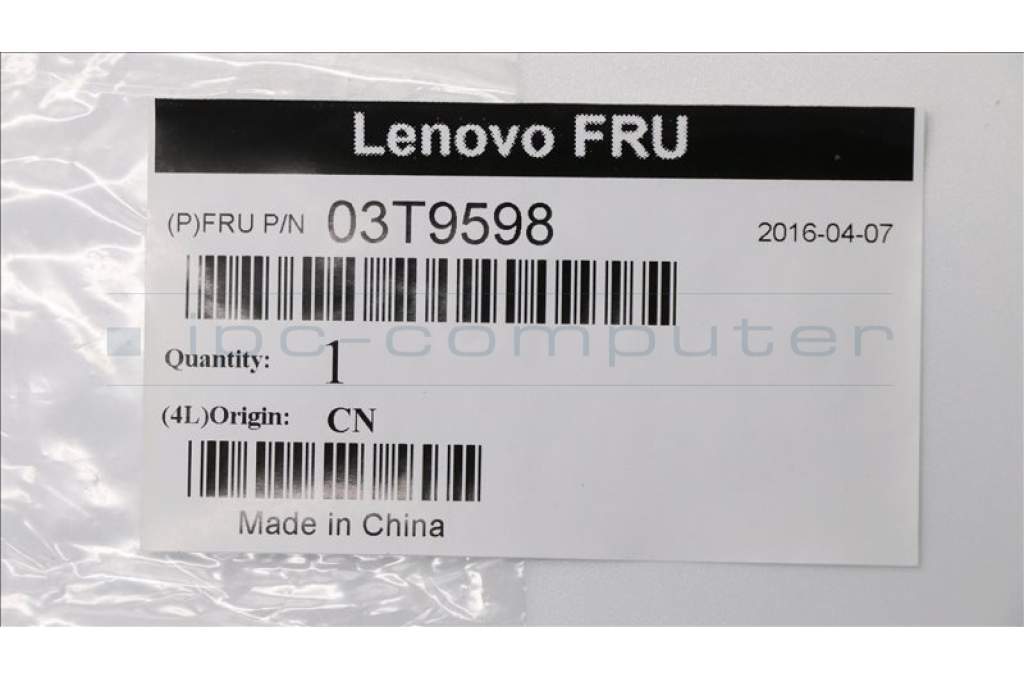 Lenovo FRU
(P)FRU P/N 03T9598 2016-04-07
ipc-computer
Quantity: 1
(4L)Origin: CN
Made in China